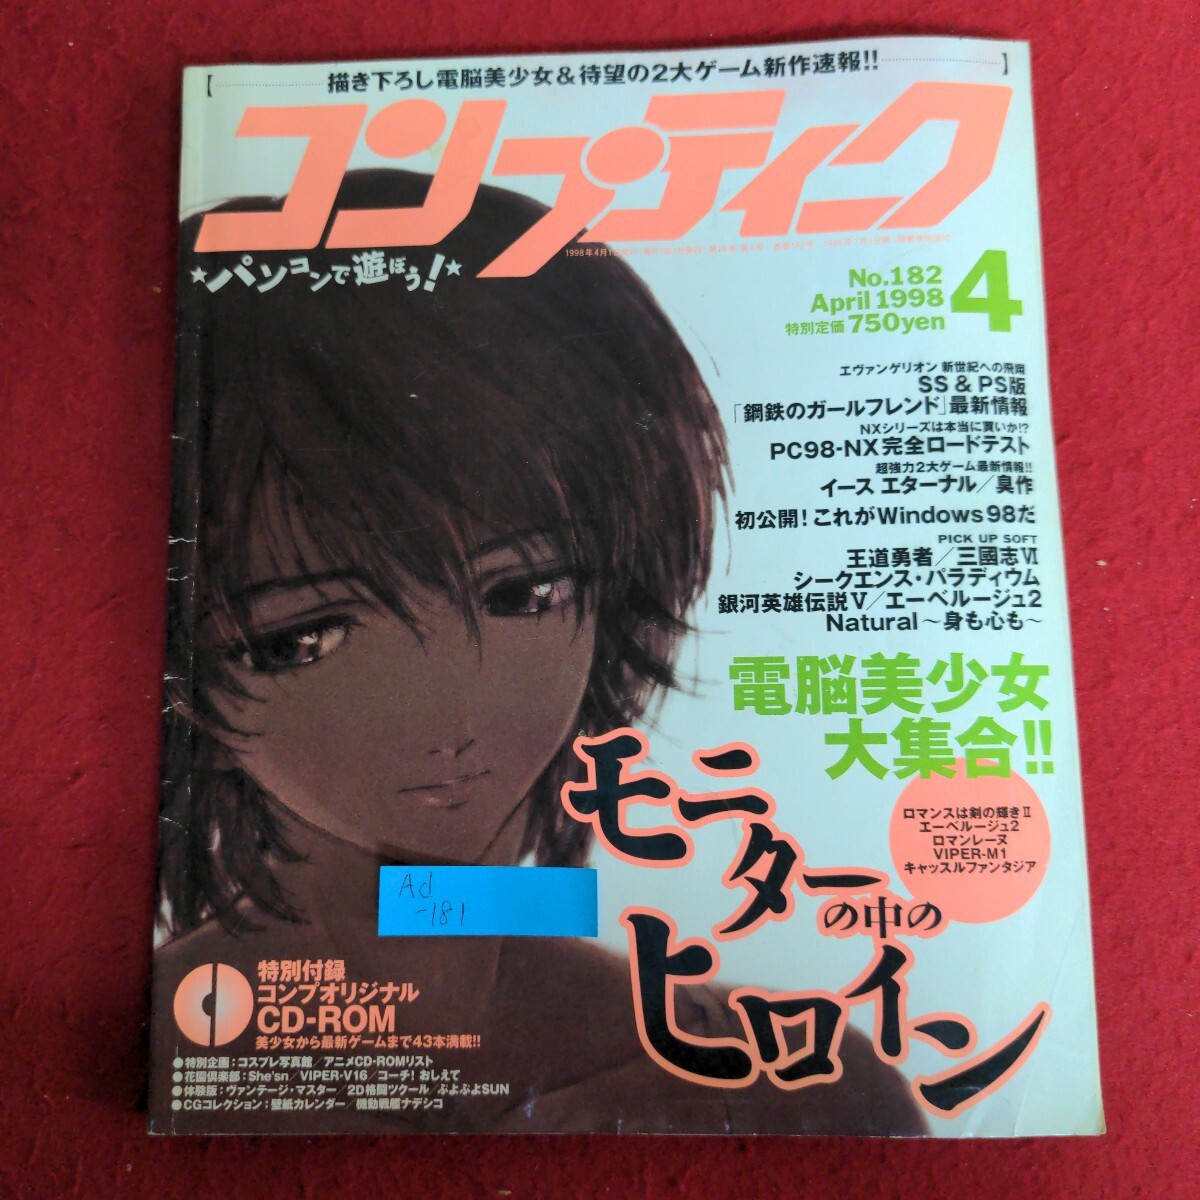 【 描き下ろし電脳美少女＆待望の2大ゲーム新作速報!! 】
コンプティーク
★パソコンで遊ぼう!★
No.182
April 1998
4
特別定価 750yen
エヴァンゲリオン 新世紀への飛翔
SS & PS版
「鋼鉄のガールフレンド」最新情報
NXシリーズは本当に買いか!?
PC98-NX完全ロードテスト
超強力2大ゲーム最新情報!!
イース エターナル／臭作
初公開! これがWindows98だ
PICK UP SOFT
王道勇者／三國志Ⅵ
シークエンス・パラディウム
銀河英雄伝説Ⅴ／エーベルージュ2
Natural〜身も心も〜
電脳美少女
大集合!!
モニターの中の
ヒロイン
ロマンスは剣の輝きⅡ
エーベルージュ2
ロマンレーヌ
VIPER-M1
キャッスルファンタジア
Ad
-181
特別付録
コンプオリジナル
CD-ROM
美少女から最新ゲームまで43本満載!!
●特別企画：コスプレ写真館／アニメCD-ROMリスト
●花園倶楽部：She'sn／VIPER-V16／コーチ! おしえて
●体験版：ヴァンテージ・マスター／2D格闘ツクール／ぷよぷよSUN
●CGコレクション：壁紙カレンダー／機動戦艦ナデシコ